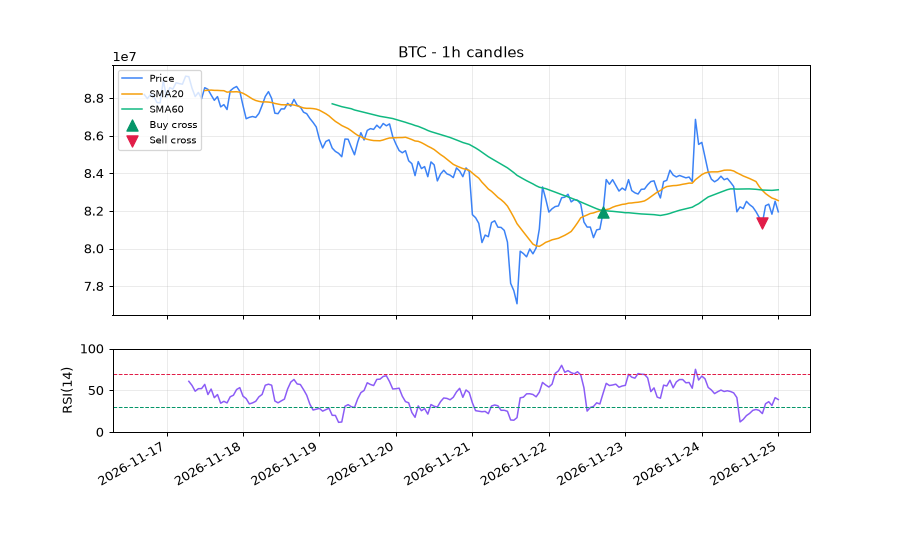 BTC - 1h candles
1e7
Price
SMA20
SMA60
Buy cross
Sell cross
8.8
8.6
8.4
8.2
8.0
7.8
100
50
0
RSI(14)
2026-11-17
2026-11-18
2026-11-19
2026-11-20
2026-11-21
2026-11-22
2026-11-23
2026-11-24
2026-11-25